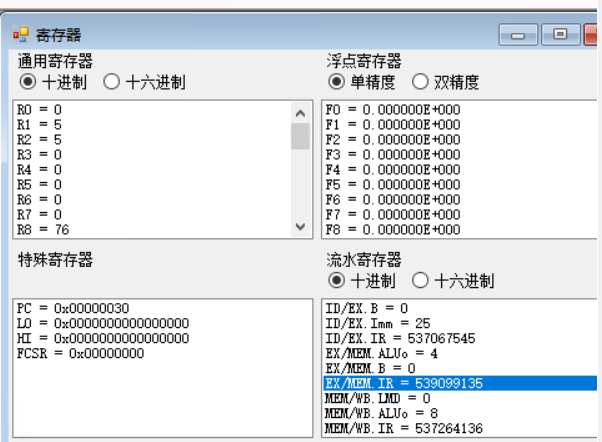 寄存器
通用寄存器
十进制 十六进制
R0 = 0
R1 = 5
R2 = 5
R3 = 0
R4 = 0
R5 = 0
R6 = 0
R7 = 0
R8 = 76
浮点寄存器
单精度 双精度
F0 = 0.000000E+000
F1 = 0.000000E+000
F2 = 0.000000E+000
F3 = 0.000000E+000
F4 = 0.000000E+000
F5 = 0.000000E+000
F6 = 0.000000E+000
F7 = 0.000000E+000
F8 = 0.000000E+000
特殊寄存器
PC = 0x00000030
LO = 0x0000000000000000
HI = 0x0000000000000000
FCSR = 0x00000000
流水寄存器
十进制 十六进制
ID/EX.B = 0
ID/EX.Imm = 25
ID/EX.IR = 537067545
EX/MEM.ALUo = 4
EX/MEM.B = 0
EX/MEM.IR = 539099135
MEM/WB.LMD = 0
MEM/WB.ALUo = 8
MEM/WB.IR = 537264136